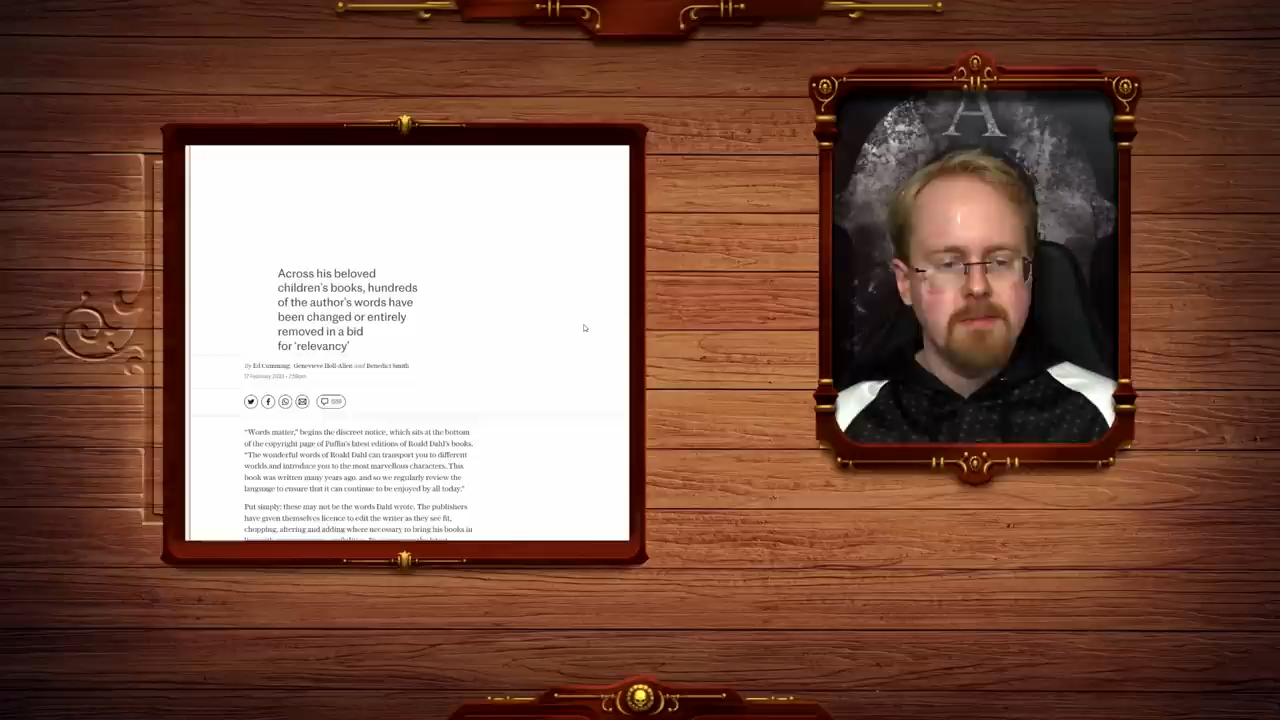 A
Across his beloved
children's books, hundreds
of the author's words have
been changed or entirely
removed in a bid
for 'relevancy'
By Ed Cumming, Genevieve Holl-Allen and Benedict Smith
17 February 2023 • 7:59pm
"Words matter," begins the discreet notice, which sits at the bottom
of the copyright page of Puffin's latest editions of Roald Dahl's books.
"The wonderful words of Roald Dahl can transport you to different
worlds and introduce you to the most marvellous characters. This
book was written many years ago, and so we regularly review the
language to ensure that it can continue to be enjoyed by all today."
Put simply: these may not be the words Dahl wrote. The publishers
have given themselves licence to edit the writer as they see fit,
chopping, altering and adding where necessary to bring his books in